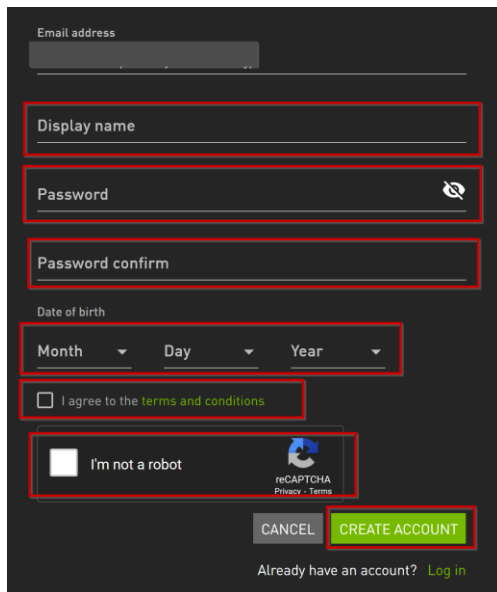 Email address
Display name
Password
Password confirm
Date of birth
Month Day Year
I agree to the terms and conditions
I'm not a robot
reCAPTCHA
Privacy - Terms
CANCEL CREATE ACCOUNT
Already have an account? Log in